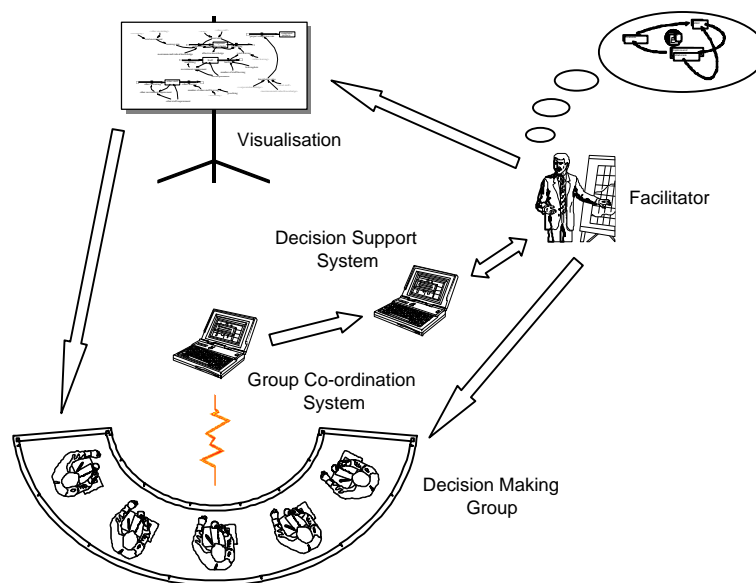 Visualisation
Facilitator
Decision Support
System
Group Co-ordination
System
Decision Making
Group